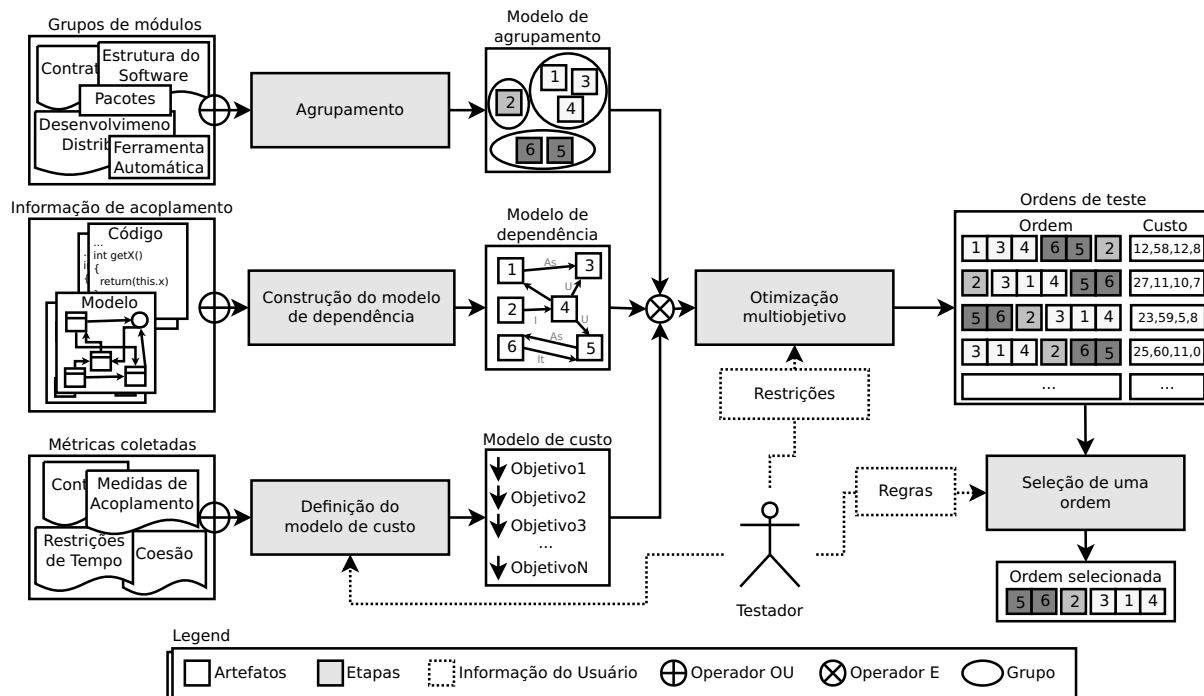 Grupos de módulos
Contrat
Estrutura do
Software
Pacotes
Desenvolvimeno
Distrib
Ferramenta
Automática
Agrupamento
Modelo de
agrupamento
1
3
2
4
6
5
Informação de acoplamento
Código
...
int getX()
{
return(this.x)
Modelo
Construção do modelo
de dependência
Modelo de
dependência
1
As
3
U
2
I
4
U
6
As
5
It
Métricas coletadas
Cont
Medidas de
Acoplamento
Restrições
de Tempo
Coesão
Definição do
modelo de custo
Modelo de custo
Objetivo1
Objetivo2
Objetivo3
...
ObjetivoN
Otimização
multiobjetivo
Restrições
Testador
Regras
Ordens de teste
Ordem Custo
1 3 4 6 5 2 12,58,12,8
2 3 1 4 5 6 27,11,10,7
5 6 2 3 1 4 23,59,5,8
3 1 4 2 6 5 25,60,11,0
... ...
Seleção de uma
ordem
Ordem selecionada
5 6 2 3 1 4
Legend
Artefatos Etapas Informação do Usuário Operador OU Operador E Grupo